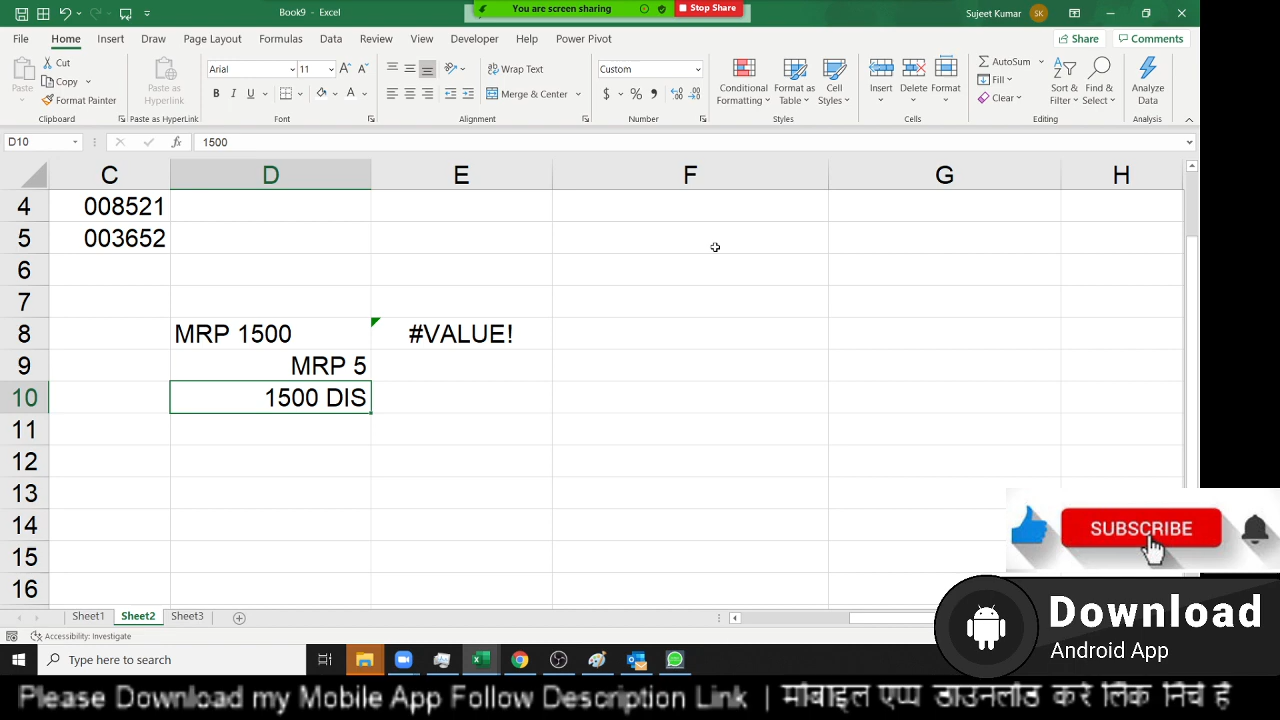 Book9 - Excel
You are screen sharing
Stop Share
Sujeet Kumar
SK
File
Home
Insert
Draw
Page Layout
Formulas
Data
Review
View
Developer
Help
Power Pivot
Share
Comments
Paste
Cut
Copy
Format Painter
Clipboard
Paste as Hyperlink
Paste as HyperLink
Arial
11
B I U
Font
Wrap Text
Merge & Center
Alignment
Custom
$ % ,
Number
Conditional Formatting
Format as Table
Cell Styles
Styles
Insert
Delete
Format
Cells
AutoSum
Fill
Clear
Sort & Filter
Find & Select
Editing
Analyze Data
Analysis
D10
fx
1500
C D E F G H
4 008521
5 003652
6
7
8 MRP 1500 #VALUE!
9 MRP 5
10 1500 DIS
11
12
13
14
15
16
SUBSCRIBE
Sheet1
Sheet2
Sheet3
Accessibility: Investigate
Download
Android App
Type here to search
Please Download my Mobile App Follow Description Link | मोबाइल एप्प डाउनलोड करे लिंक निचे है